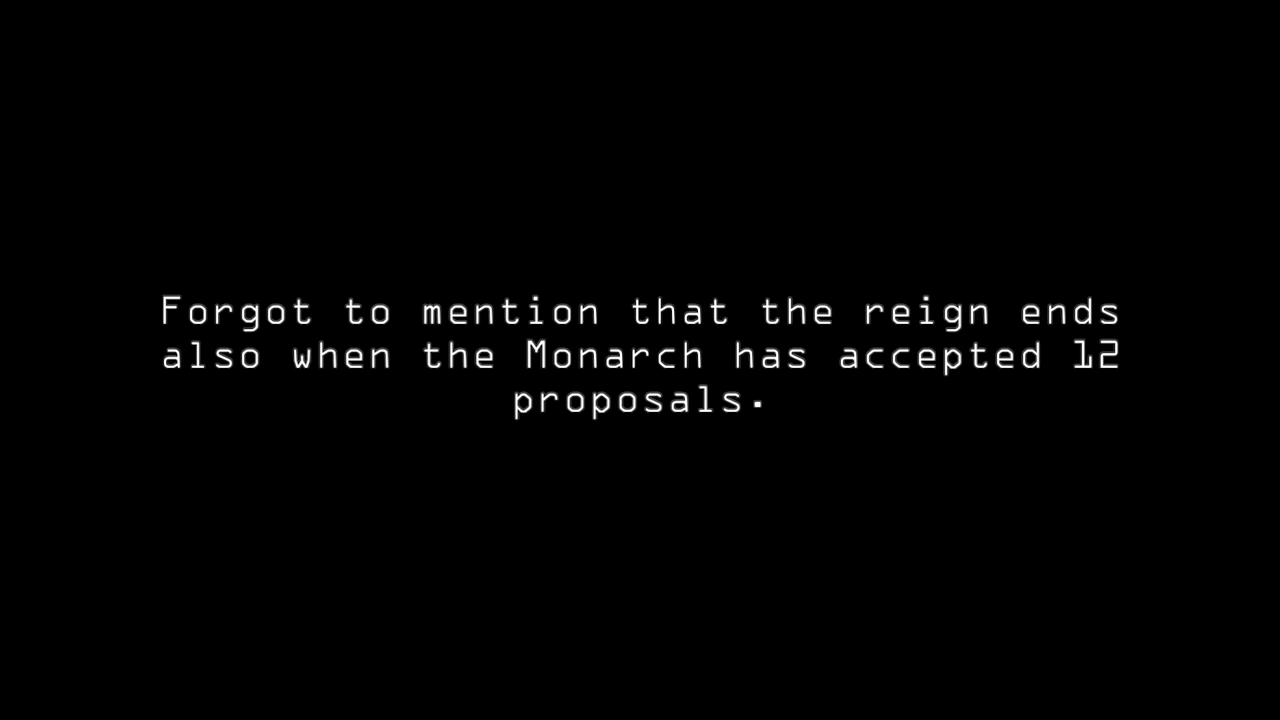 Forgot to mention that the reign ends
also when the Monarch has accepted 12
proposals.